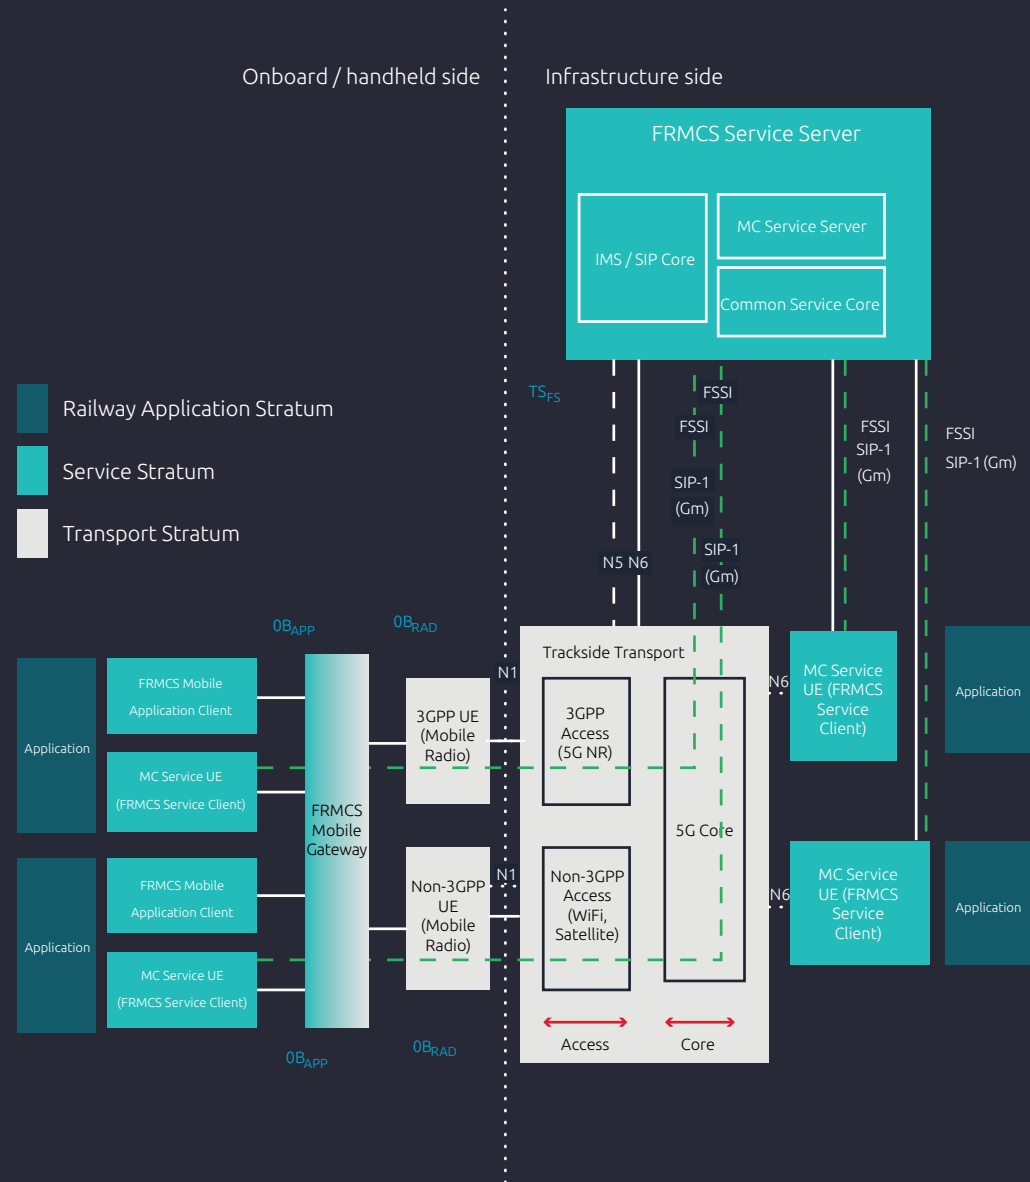 Onboard / handheld side
Infrastructure side
FRMCS Service Server
IMS / SIP Core
MC Service Server
Common Service Core
Railway Application Stratum
Service Stratum
Transport Stratum
TSFS
FSSI
FSSI
SIP-1
(Gm)
SIP-1
(Gm)
N5 N6
FSSI
SIP-1
(Gm)
FSSI
SIP-1 (Gm)
0BAPP
0BRAD
N1
Application
FRMCS Mobile
Application Client
MC Service UE
(FRMCS Service Client)
Application
FRMCS Mobile
Application Client
MC Service UE
(FRMCS Service Client)
FRMCS
Mobile
Gateway
3GPP UE
(Mobile
Radio)
Non-3GPP
UE
(Mobile
Radio)
N1
0BAPP
0BRAD
Trackside Transport
3GPP
Access
(5G NR)
Non-3GPP
Access
(WiFi,
Satellite)
5G Core
Access
Core
N6
MC Service
UE (FRMCS
Service
Client)
Application
N6
MC Service
UE (FRMCS
Service
Client)
Application